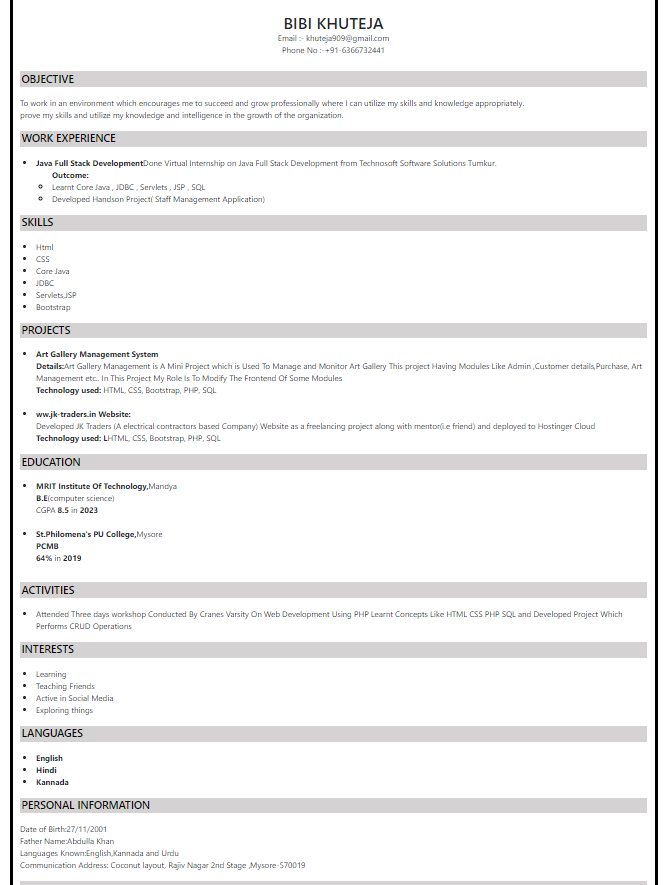 BIBI KHUTEJA
Email :- khuteja909@gmail.com
Phone No :-+91-6366732441
OBJECTIVE
To work in an environment which encourages me to succeed and grow professionally where I can utilize my skills and knowledge appropriately.
prove my skills and utilize my knowledge and intelligence in the growth of the organization.
WORK EXPERIENCE
Java Full Stack DevelopmentDone Virtual Internship on Java Full Stack Development from Technosoft Software Solutions Tumkur.
Outcome:
Learnt Core Java , JDBC , Servlets , JSP , SQL
Developed Handson Project( Staff Management Application)
SKILLS
Html
CSS
Core Java
JDBC
Servlets,JSP
Bootstrap
PROJECTS
Art Gallery Management System
Details:Art Gallery Management is A Mini Project which is Used To Manage and Monitor Art Gallery This project Having Modules Like Admin ,Customer details,Purchase, Art
Management etc.. In This Project My Role Is To Modify The Frontend Of Some Modules
Technology used: HTML, CSS, Bootstrap, PHP, SQL
ww.jk-traders.in Website:
Developed JK Traders (A electrical contractors based Company) Website as a freelancing project along with mentor(i.e friend) and deployed to Hostinger Cloud
Technology used: LHTML, CSS, Bootstrap, PHP, SQL
EDUCATION
MRIT Institute Of Technology,Mandya
B.E(computer science)
CGPA 8.5 in 2023
St.Philomena's PU College,Mysore
PCMB
64% in 2019
ACTIVITIES
Attended Three days workshop Conducted By Cranes Varsity On Web Development Using PHP Learnt Concepts Like HTML CSS PHP SQL and Developed Project Which
Performs CRUD Operations
INTERESTS
Learning
Teaching Friends
Active in Social Media
Exploring things
LANGUAGES
English
Hindi
Kannada
PERSONAL INFORMATION
Date of Birth:27/11/2001
Father Name:Abdulla Khan
Languages Known:English,Kannada and Urdu
Communication Address: Coconut layout, Rajiv Nagar 2nd Stage ,Mysore-570019